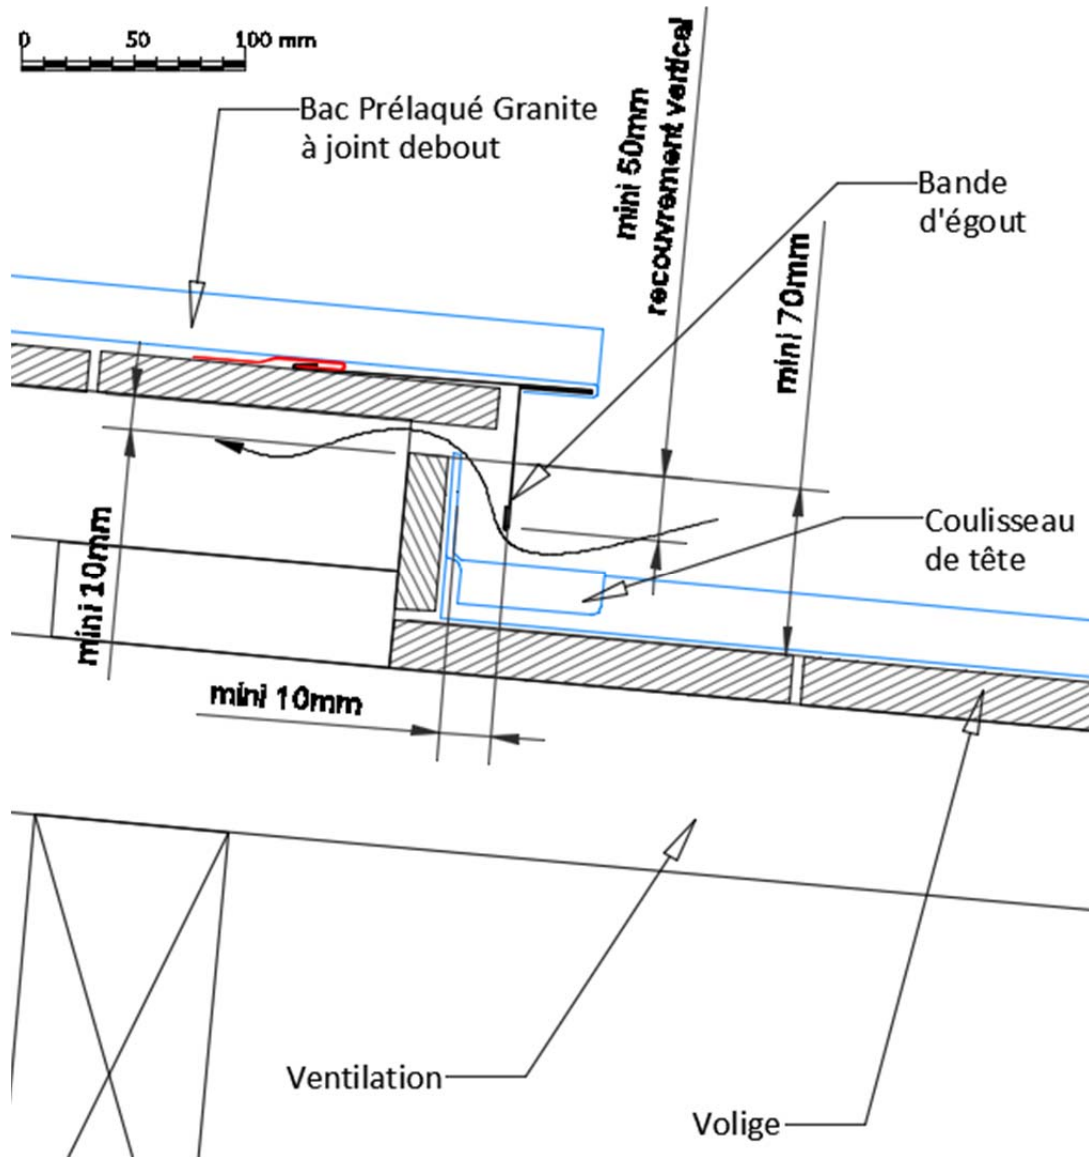 0 50 100 mm
Bac Prélaqué Granite
à joint debout
mini 50mm
recouvrement vertical
Bande
d'égout
mini 70mm
Coulisseau
de tête
mini 10mm
mini 10mm
Ventilation
Volige